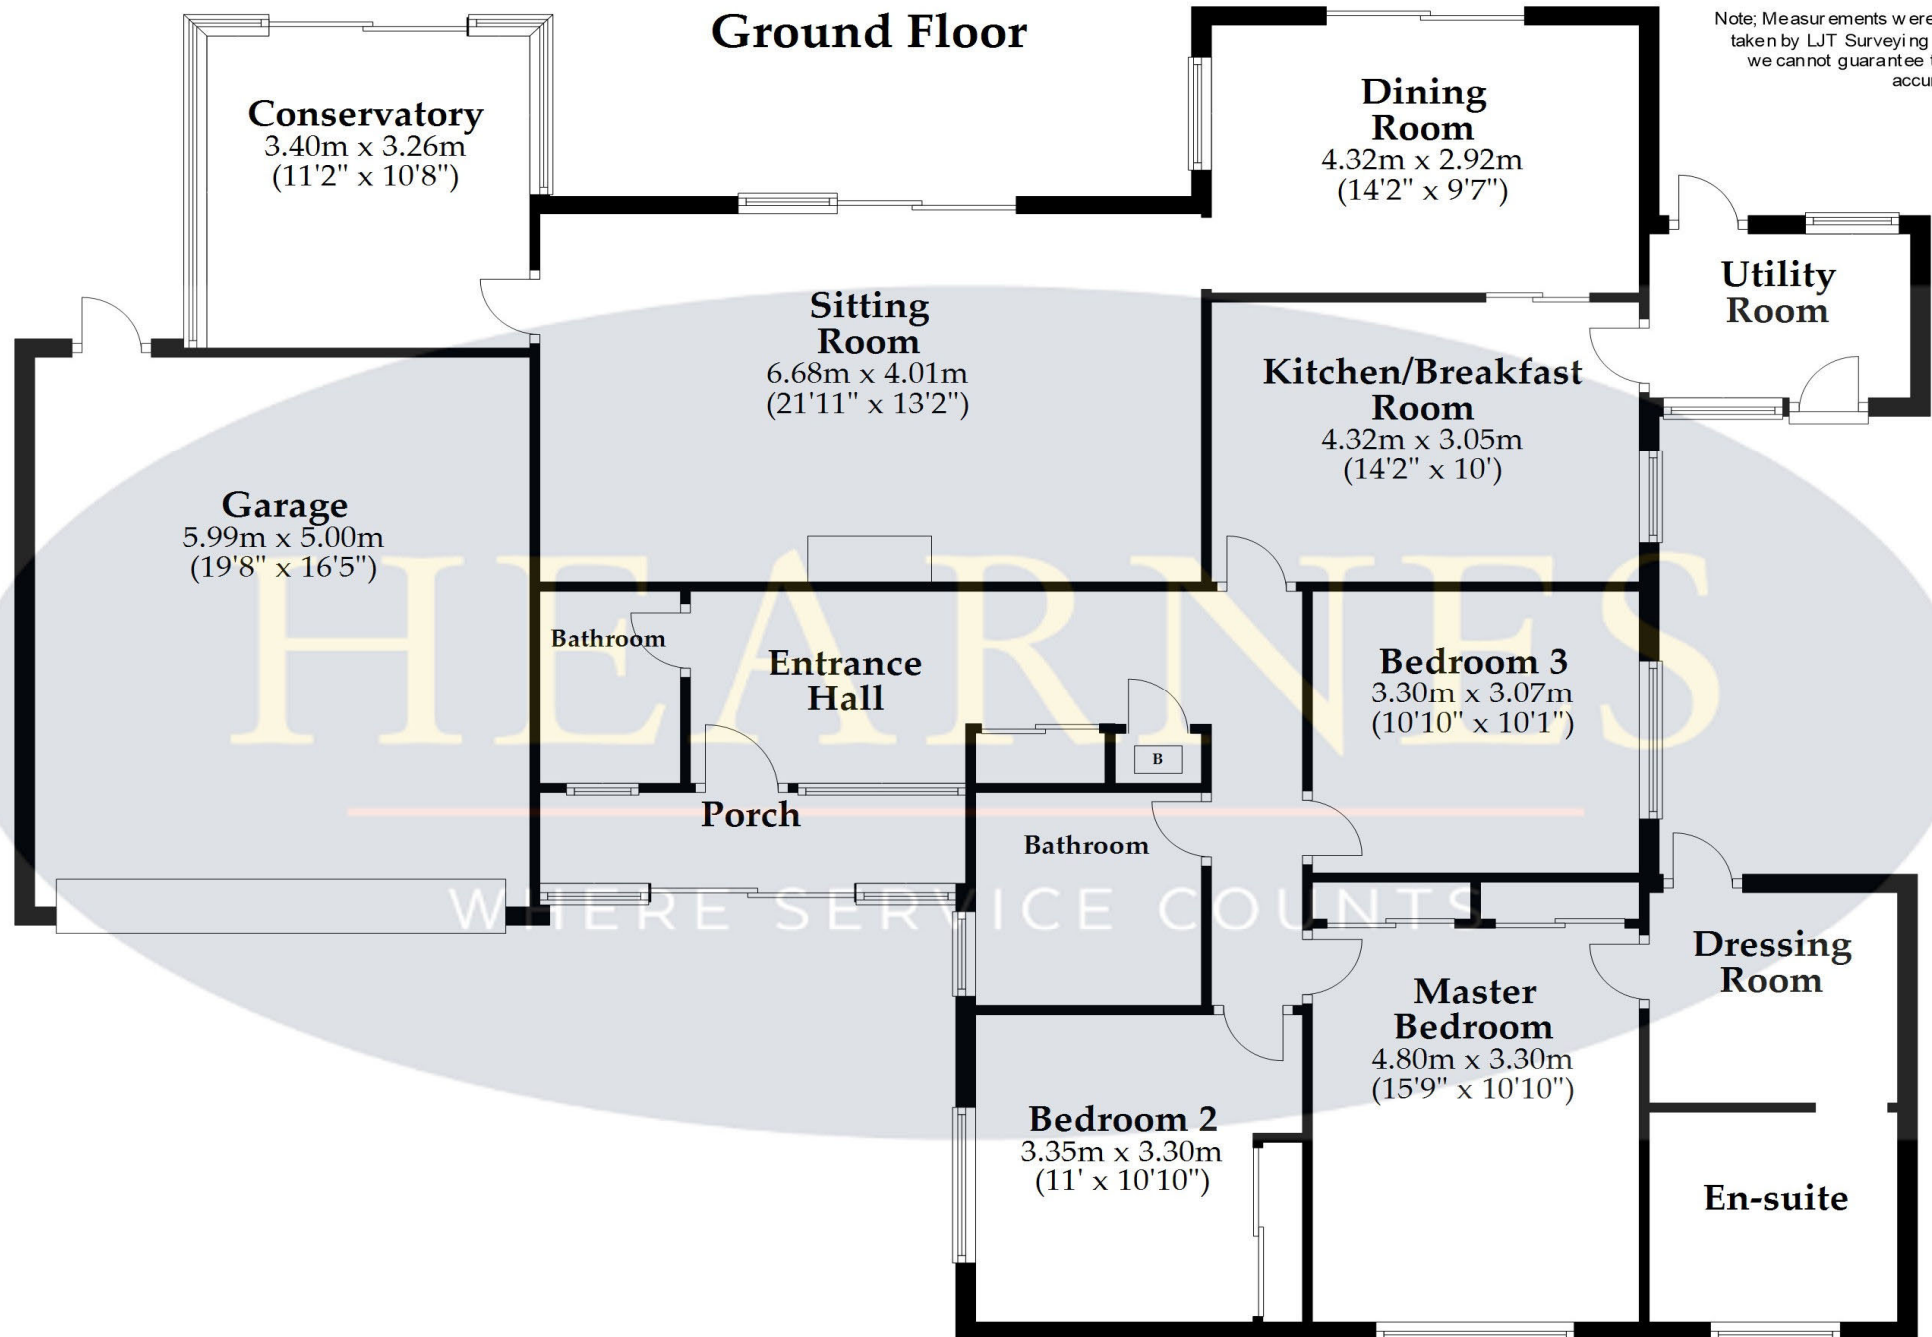 Ground Floor
Note; Measurements were
taken by LJT Surveying
we cannot guarantee
Conservatory
3.40m x 3.26m
(11'2" x 10'8")
Dining
Room
4.32m x 2.92m
(14'2" x 9'7")
Utility
Room
Sitting
Room
6.68m x 4.01m
(21'11" x 13'2")
Kitchen/Breakfast
Room
4.32m x 3.05m
(14'2" x 10')
Garage
5.99m x 5.00m
(19'8" x 16'5")
HEARNES
Bathroom
Entrance
Hall
Bedroom 3
3.30m x 3.07m
(10'10" x 10'1")
B
Porch
Bathroom
WHERE SERVICE COUNTS
Dressing
Room
Master
Bedroom
4.80m x 3.30m
(15'9" x 10'10")
Bedroom 2
3.35m x 3.30m
(11' x 10'10")
En-suite